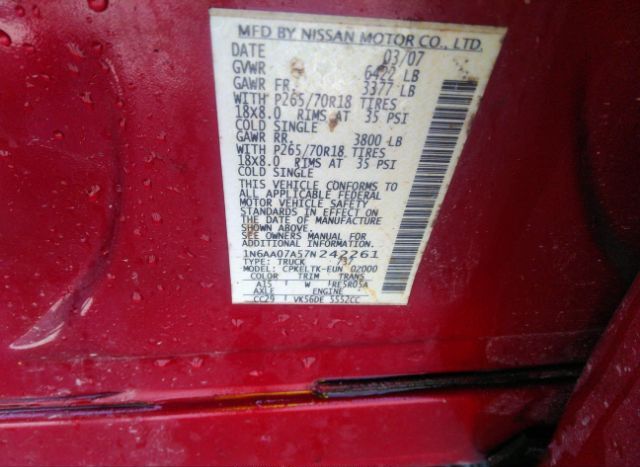 MFD BY NISSAN MOTOR CO., LTD.
DATE 03/07
GVWR 6422 LB
GAWR FR. 3377 LB
WITH P265/70R18 TIRES
18X8.0 RIMS AT 35 PSI
COLD SINGLE
GAWR RR. 3800 LB
WITH P265/70R18 TIRES
18X8.0 RIMS AT 35 PSI
COLD SINGLE
THIS VEHICLE CONFORMS TO
ALL APPLICABLE FEDERAL
MOTOR VEHICLE SAFETY
STANDARDS IN EFFECT ON
THE DATE OF MANUFACTURE
SHOWN ABOVE.
SEE OWNERS MANUAL FOR
ADDITIONAL INFORMATION.
1N6AA07A57N242261
TYPE: TRUCK 737
MODEL: CPKELTK-EUN 02000
COLOR TRIM TRANS
A15 W RE5R05A
AXLE ENGINE
CC29 VK56DE 5552CC